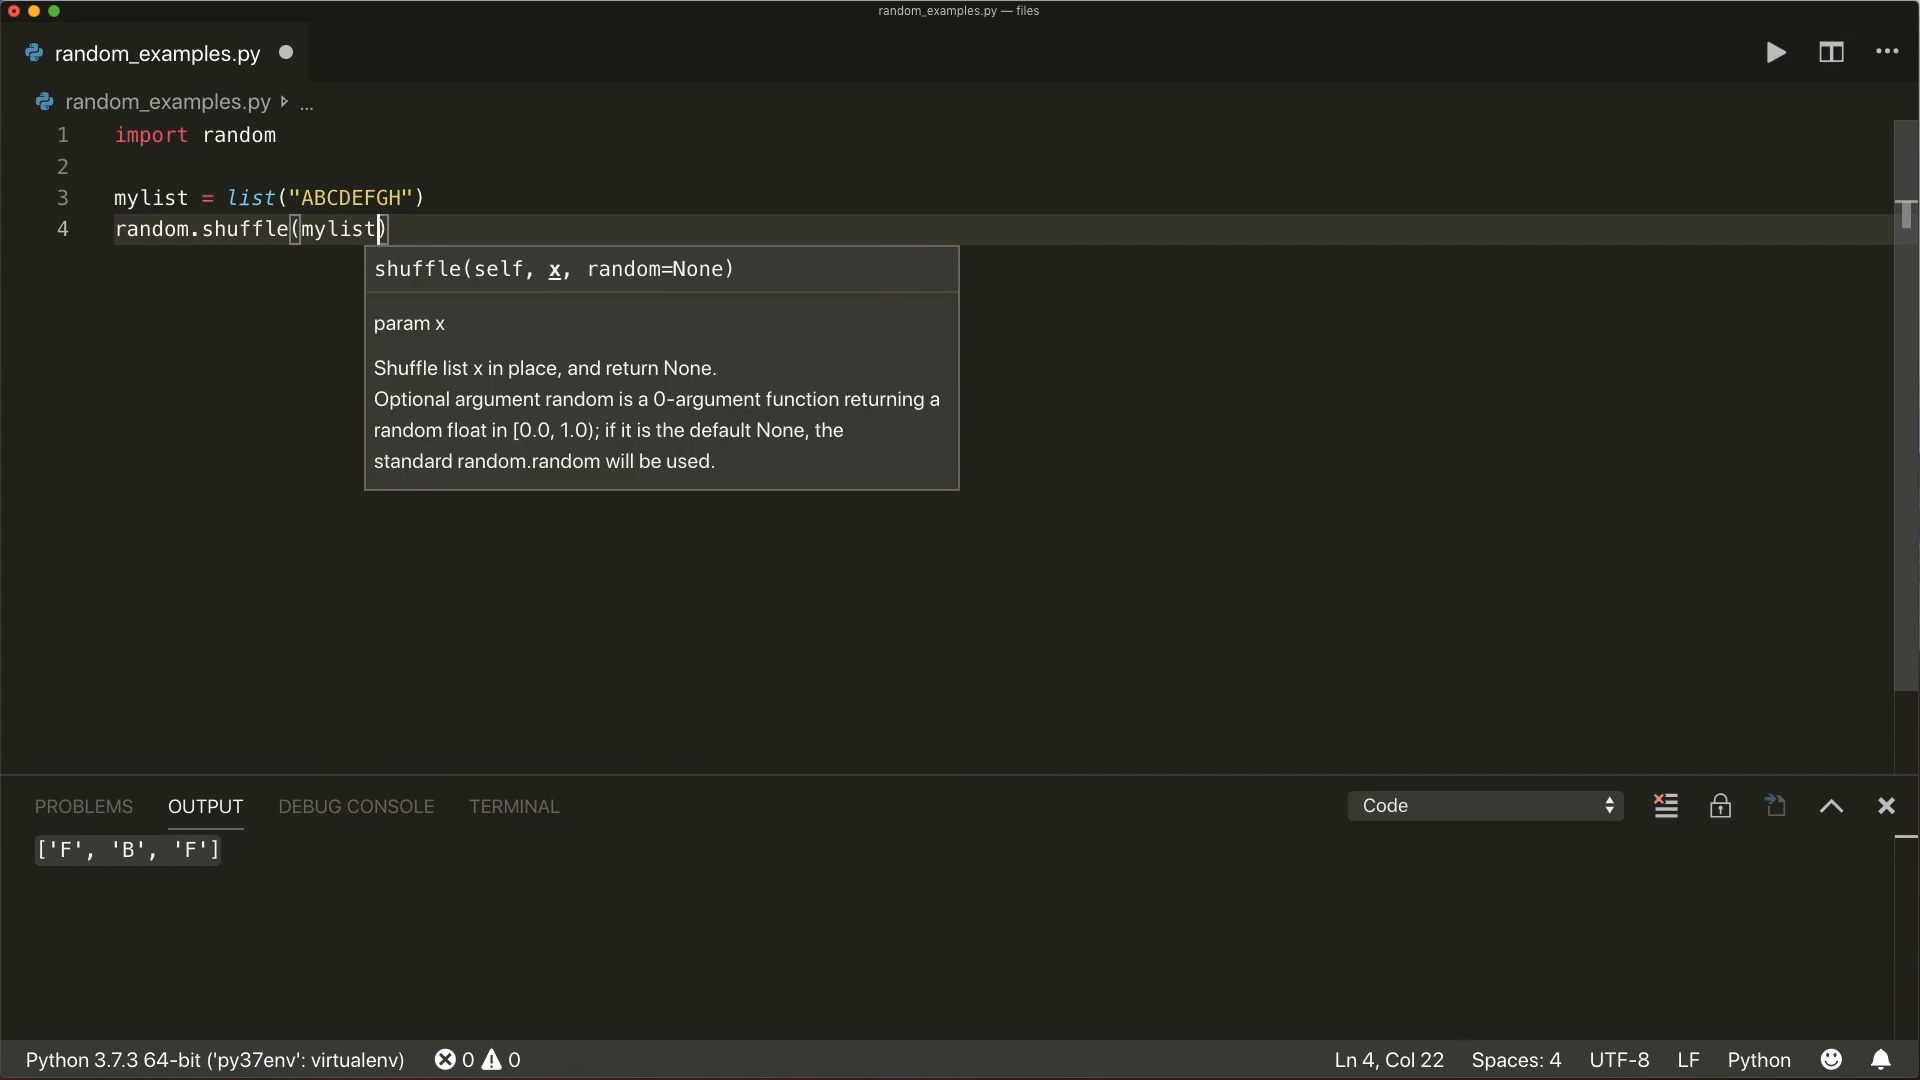 random_examples.py — files
random_examples.py
random_examples.py ...
1 import random
2
3 mylist = list("ABCDEFGH")
4 random.shuffle(mylist)
shuffle(self, x, random=None)
param x
Shuffle list x in place, and return None.
Optional argument random is a 0-argument function returning a
random float in [0.0, 1.0); if it is the default None, the
standard random.random will be used.
PROBLEMS OUTPUT DEBUG CONSOLE TERMINAL Code
['F', 'B', 'F']
Python 3.7.3 64-bit ('py37env': virtualenv) 0 0 Ln 4, Col 22 Spaces: 4 UTF-8 LF Python